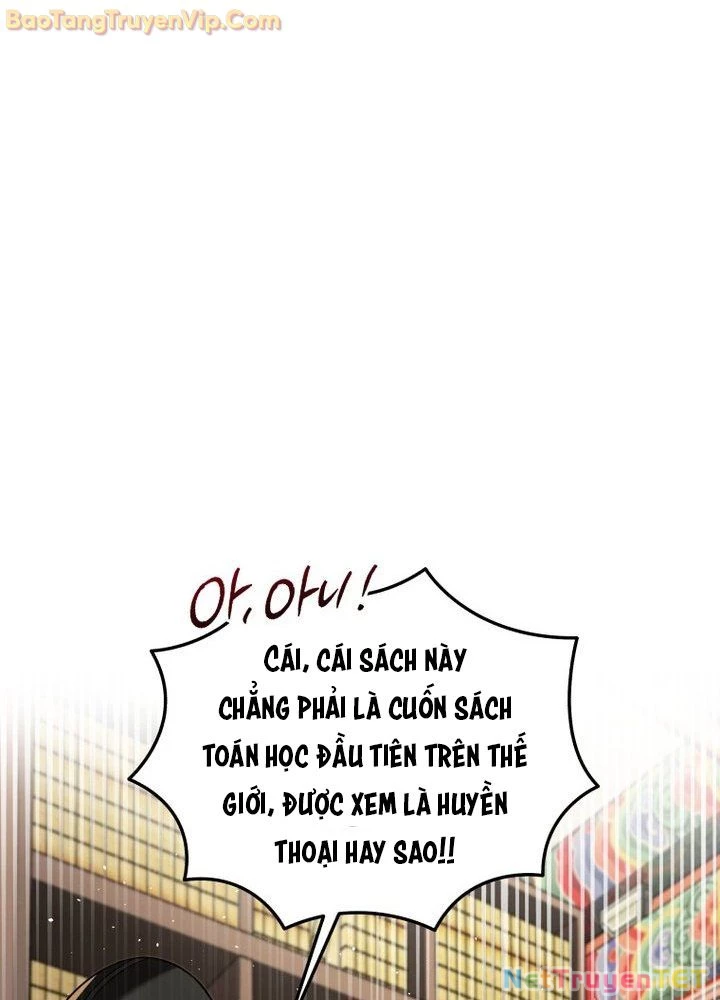 BaoTangTruyenVip.Com
아, 아니!
CÁI, CÁI SÁCH NÀY
CHẲNG PHẢI LÀ CUỐN SÁCH
TOÁN HỌC ĐẦU TIÊN TRÊN THẾ
GIỚI, ĐƯỢC XEM LÀ HUYỀN
THOẠI HAY SAO!!
NetTruyenTET